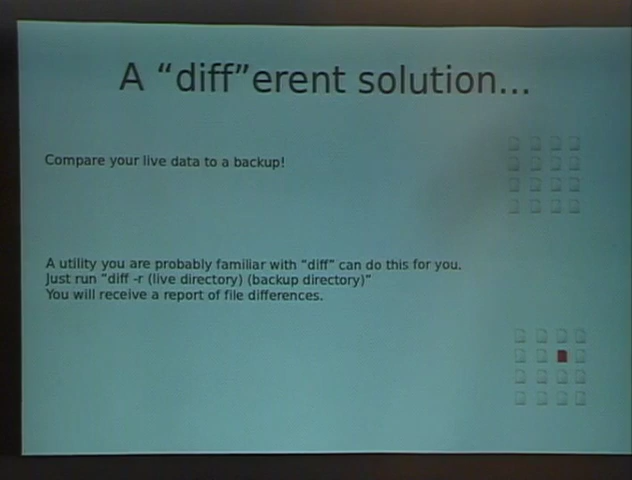 A “diff”erent solution...
Compare your live data to a backup!
A utility you are probably familiar with “diff” can do this for you.
Just run “diff -r (live directory) (backup directory)”
You will receive a report of file differences.